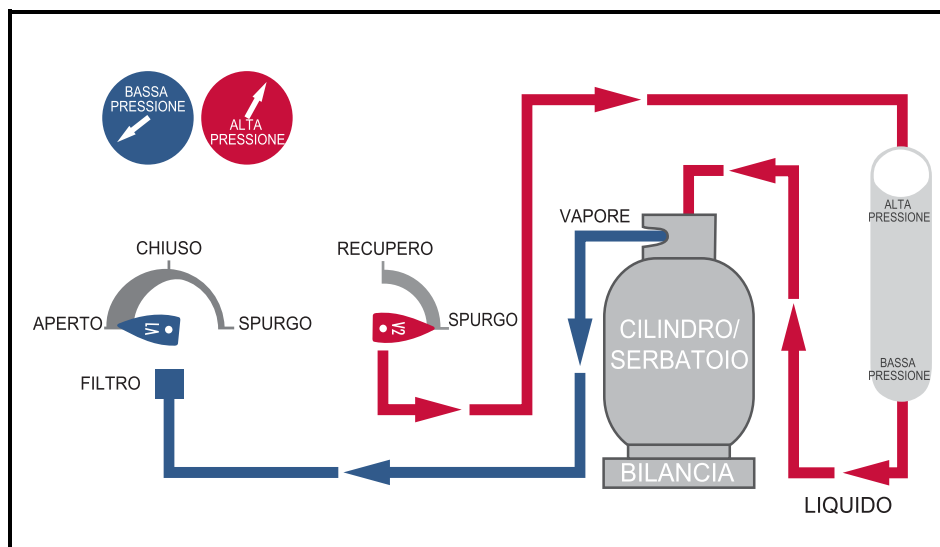 BASSA
PRESSIONE
ALTA
PRESSIONE
VAPORE
ALTA
PRESSIONE
CHIUSO
RECUPERO
APERTO
V1
SPURGO
V2
SPURGO
CILINDRO/
SERBATOIO
BASSA
PRESSIONE
FILTRO
BILANCIA
LIQUIDO